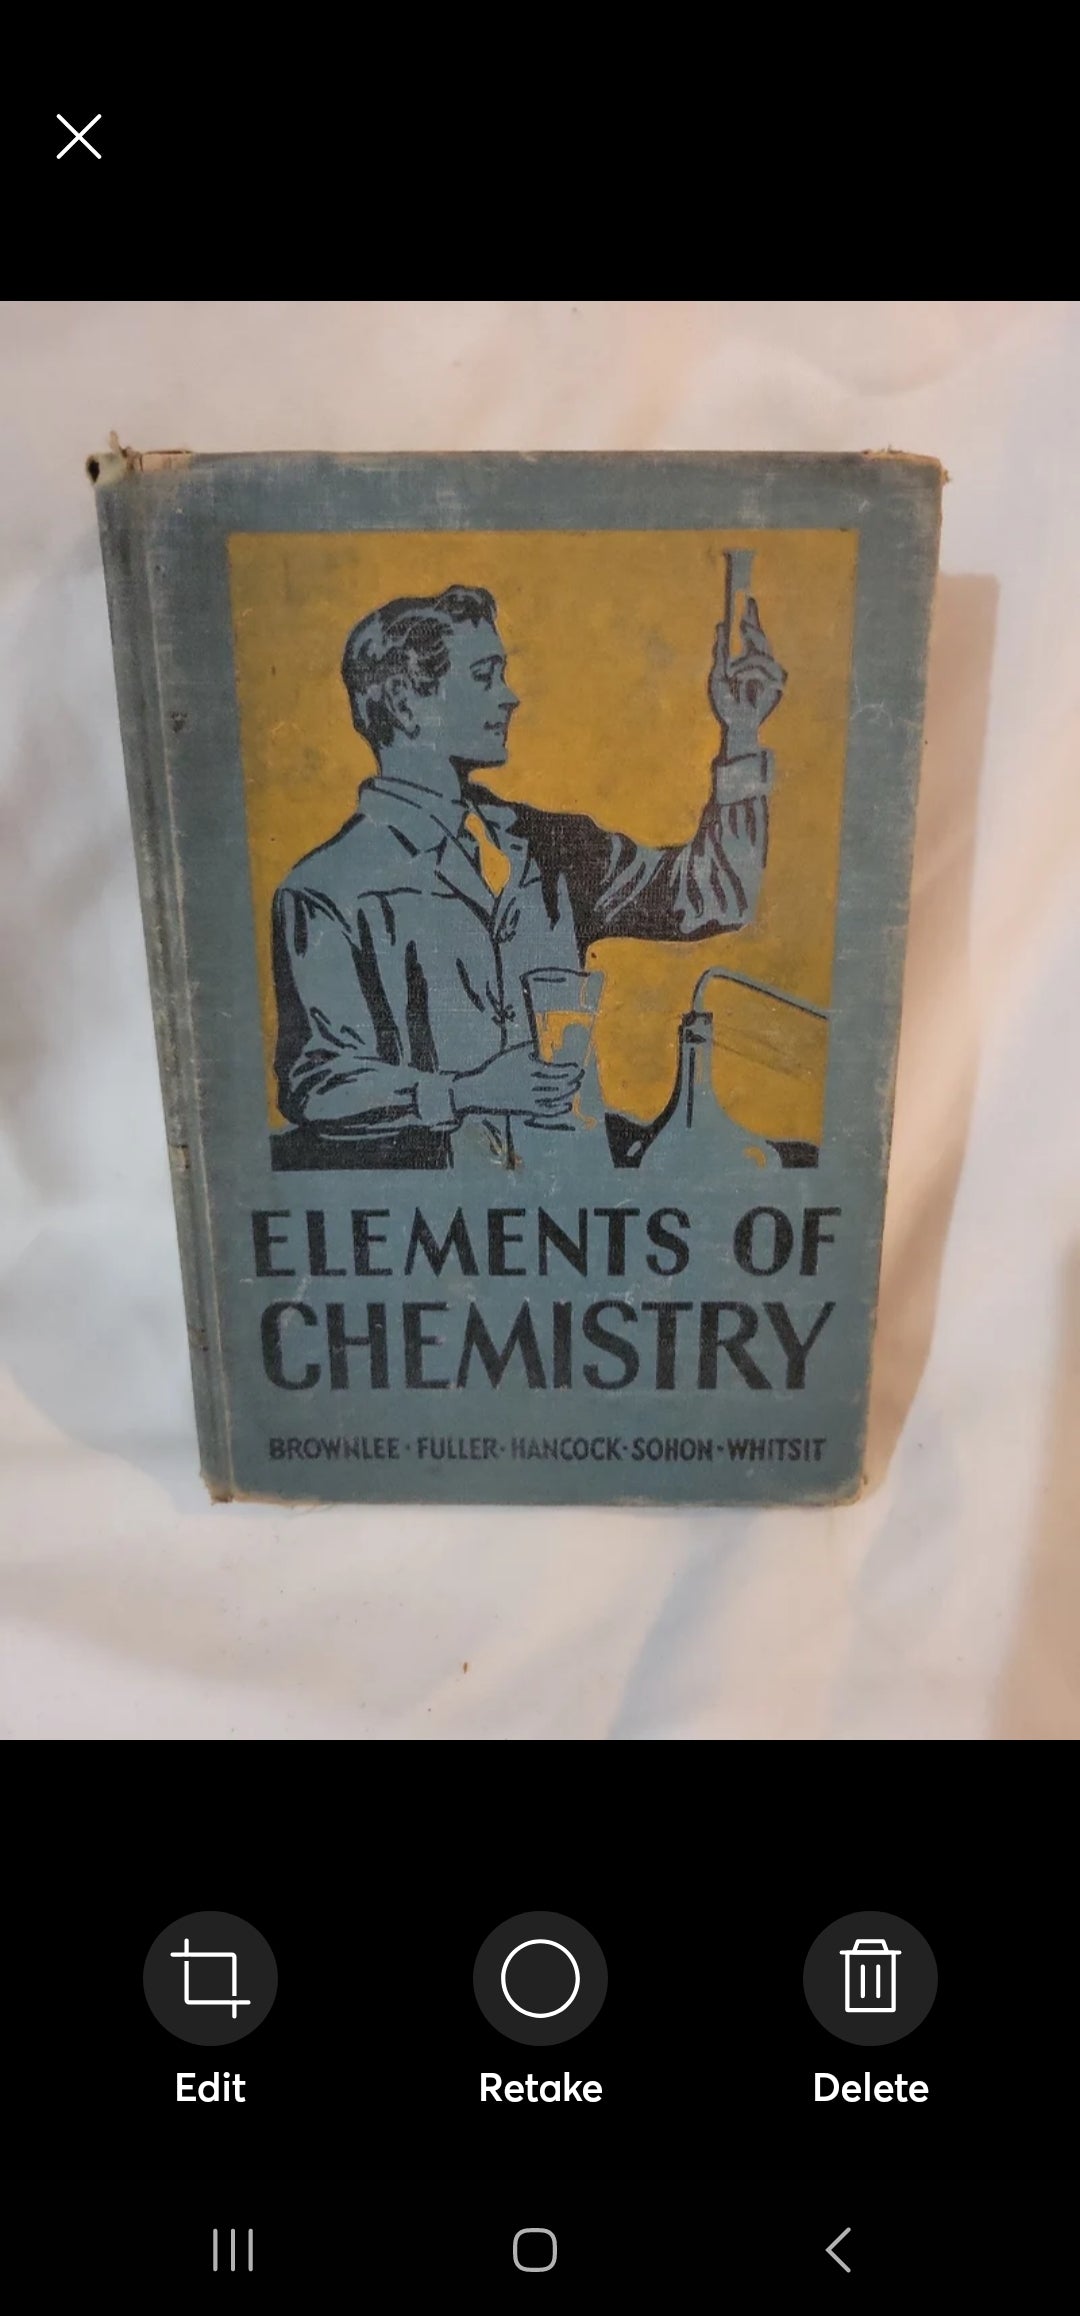 ELEMENTS OF
CHEMISTRY
BROWNLEE · FULLER · HANCOCK · SOHON · WHITSIT
Edit Retake Delete